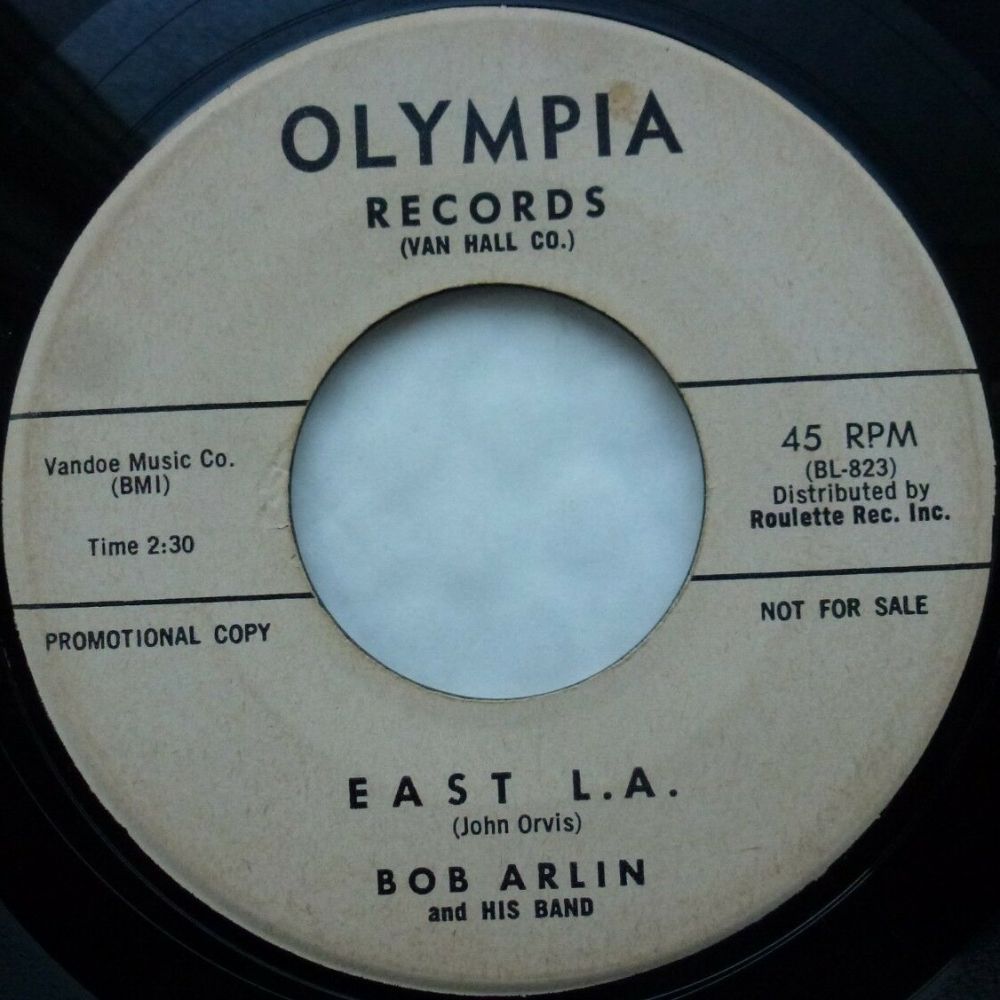 OLYMPIA
RECORDS
(VAN HALL CO.)
Vandoe Music Co.
(BMI)
Time 2:30
45 RPM
(BL-823)
Distributed by
Roulette Rec. Inc.
PROMOTIONAL COPY
NOT FOR SALE
EAST L.A.
(John Orvis)
BOB ARLIN
and HIS BAND